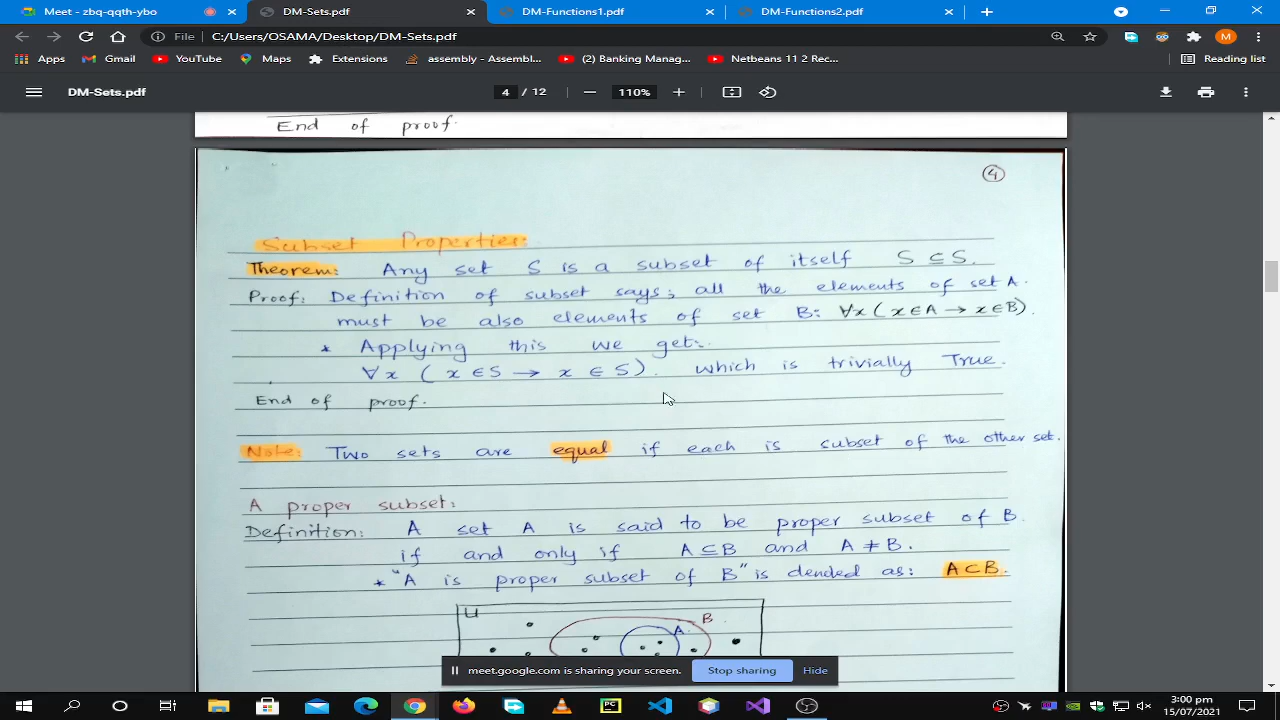 Meet - zbq-qqth-ybo
DM-Sets.pdf
DM-Functions1.pdf
DM-Functions2.pdf
File | C:/Users/OSAMA/Desktop/DM-Sets.pdf
Apps
Gmail
YouTube
Maps
Extensions
assembly - Assembl...
(2) Banking Manag...
Netbeans 11 2 Rec...
Reading list
DM-Sets.pdf
4 / 12
110%
End of proof.
4
Subset Properties:
Theorem: Any set S is a subset of itself S ⊆ S.
Proof: Definition of subset says; all the elements of set A.
must be also elements of set B: ∀x (x∈A → x∈B).
* Applying this we get:
∀x ( x ∈S → x ∈ S). which is trivially True.
End of proof.
Note: Two sets are equal if each is subset of the other set.
A proper subset:
Definition: A set A is said to be proper subset of B.
if and only if A⊆B and A ≠ B.
* "A is proper subset of B" is dended as: A⊂B.
U
B
A
meet.google.com is sharing your screen.
Stop sharing
Hide
3:00 pm
15/07/2021